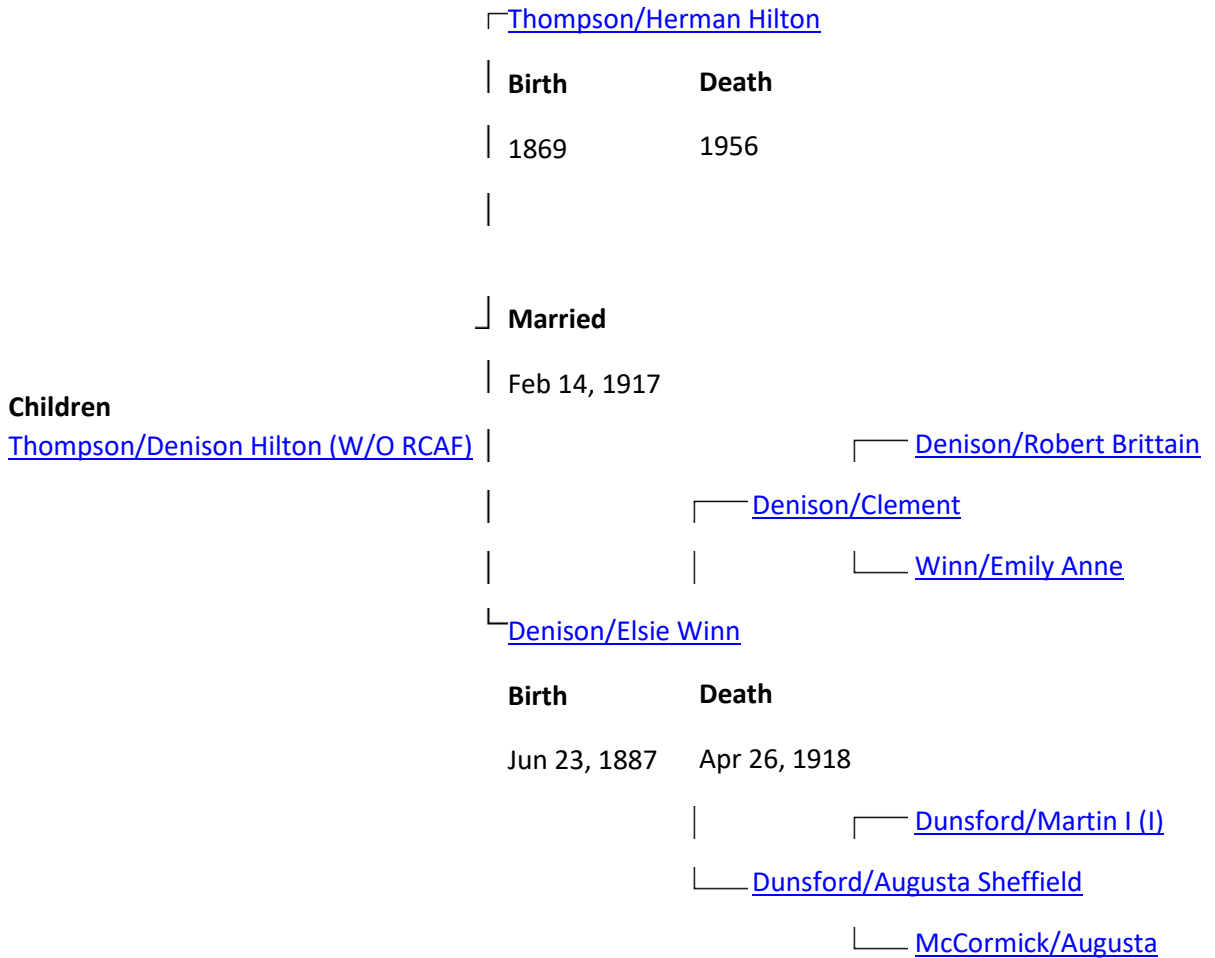 Thompson/Herman Hilton
Birth Death
1869 1956
Married
Feb 14, 1917
Children
Thompson/Denison Hilton (W/O RCAF)
Denison/Robert Brittain
Denison/Clement
Winn/Emily Anne
Denison/Elsie Winn
Birth Death
Jun 23, 1887 Apr 26, 1918
Dunsford/Martin I (I)
Dunsford/Augusta Sheffield
McCormick/Augusta